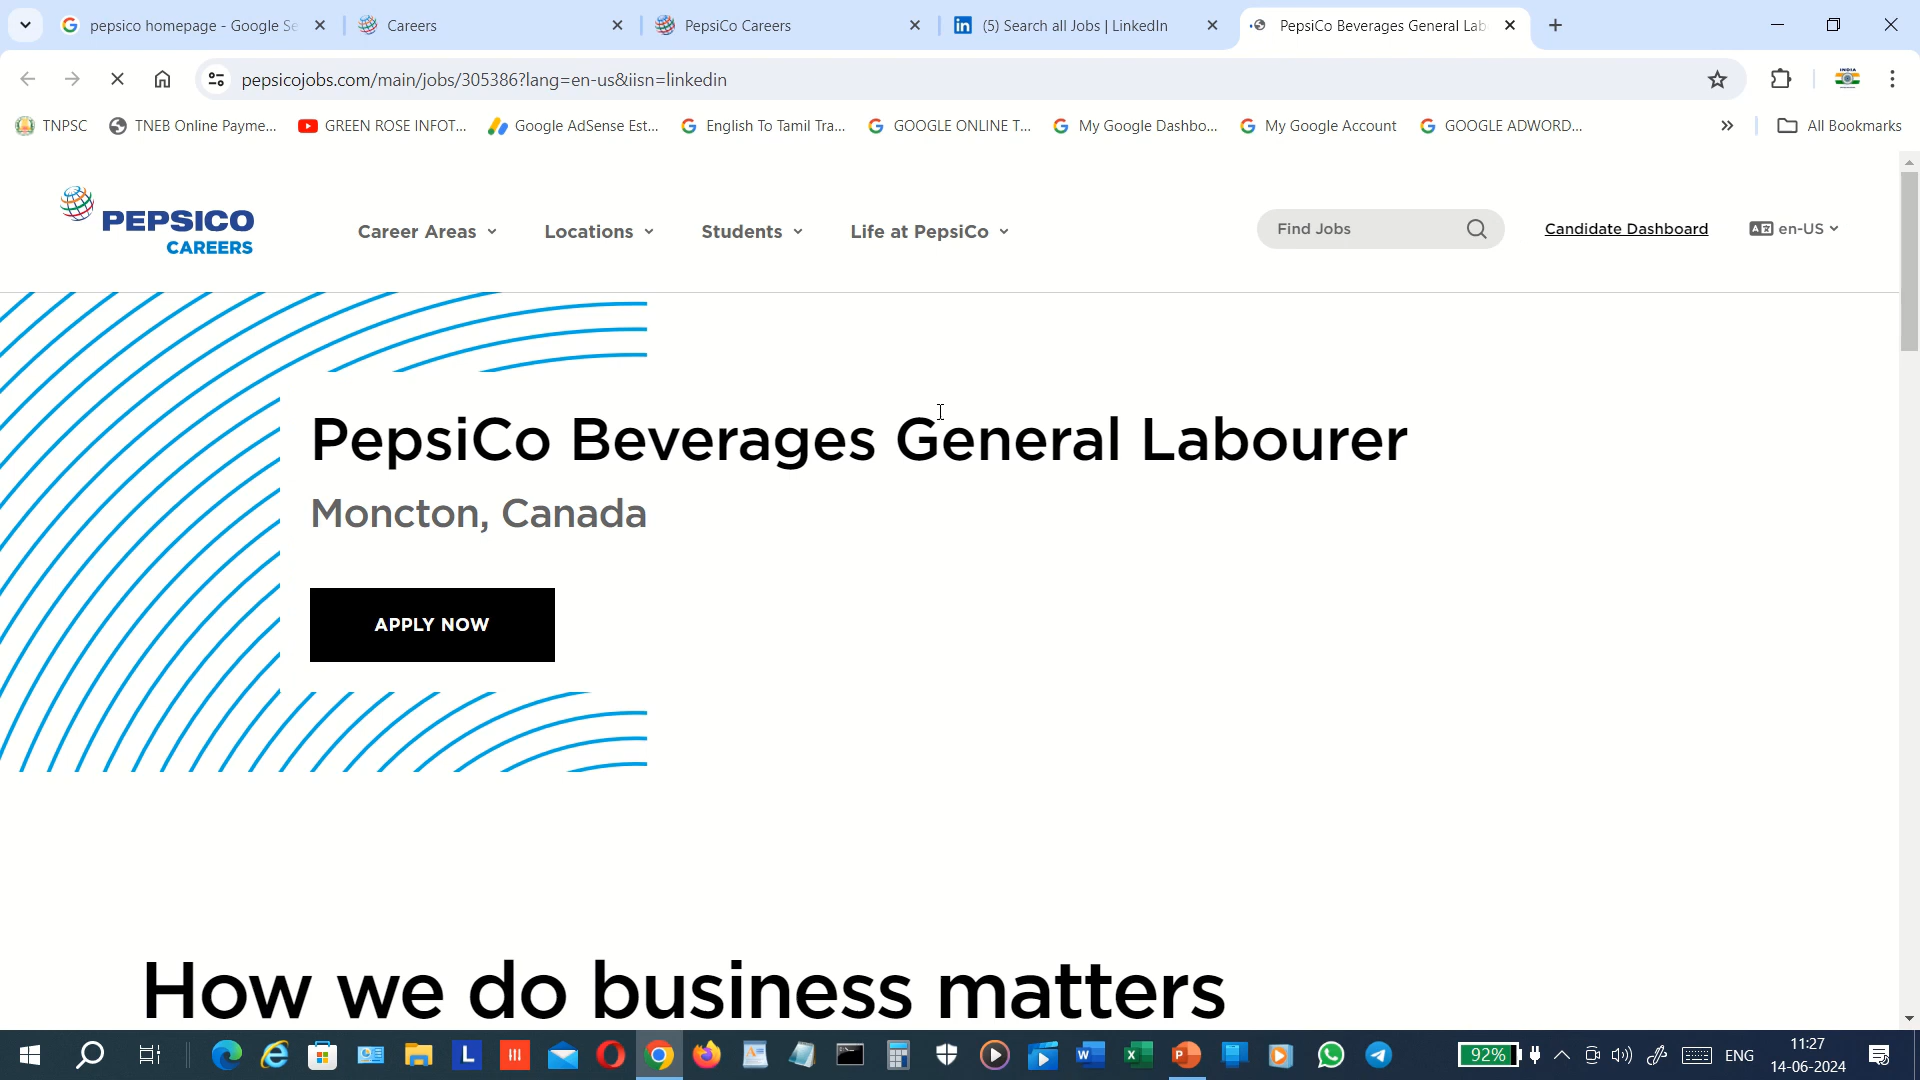 pepsico homepage - Google Se
Careers
PepsiCo Careers
(5) Search all Jobs | LinkedIn
PepsiCo Beverages General Lab
pepsicojobs.com/main/jobs/305386?lang=en-us&iisn=linkedin
TNPSC
TNEB Online Payme...
GREEN ROSE INFOT...
Google AdSense Est...
English To Tamil Tra...
GOOGLE ONLINE T...
My Google Dashbo...
My Google Account
GOOGLE ADWORD...
All Bookmarks
PEPSICO
CAREERS
Career Areas
Locations
Students
Life at PepsiCo
Find Jobs
Candidate Dashboard
en-US
PepsiCo Beverages General Labourer
Moncton, Canada
APPLY NOW
How we do business matters
92%
ENG
11:27
14-06-2024